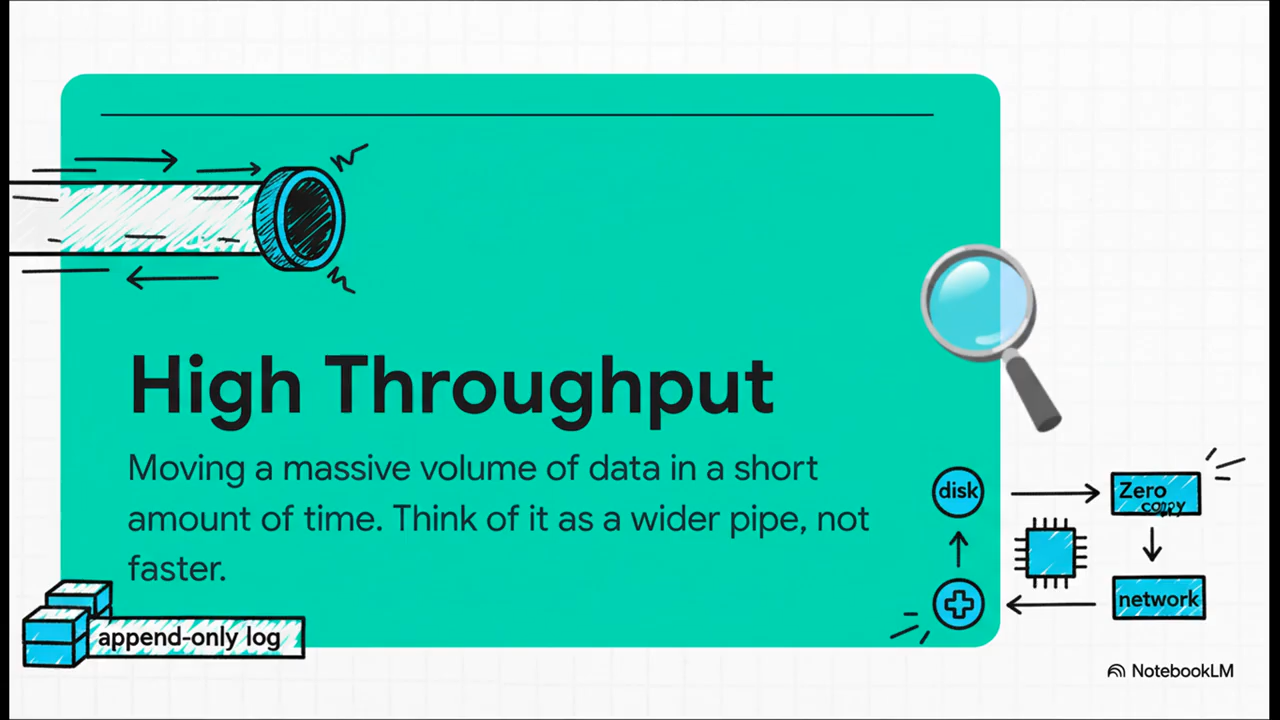 High Throughput
Moving a massive volume of data in a short
amount of time. Think of it as a wider pipe, not
faster.
append-only log
disk
Zero
copy
network
NotebookLM